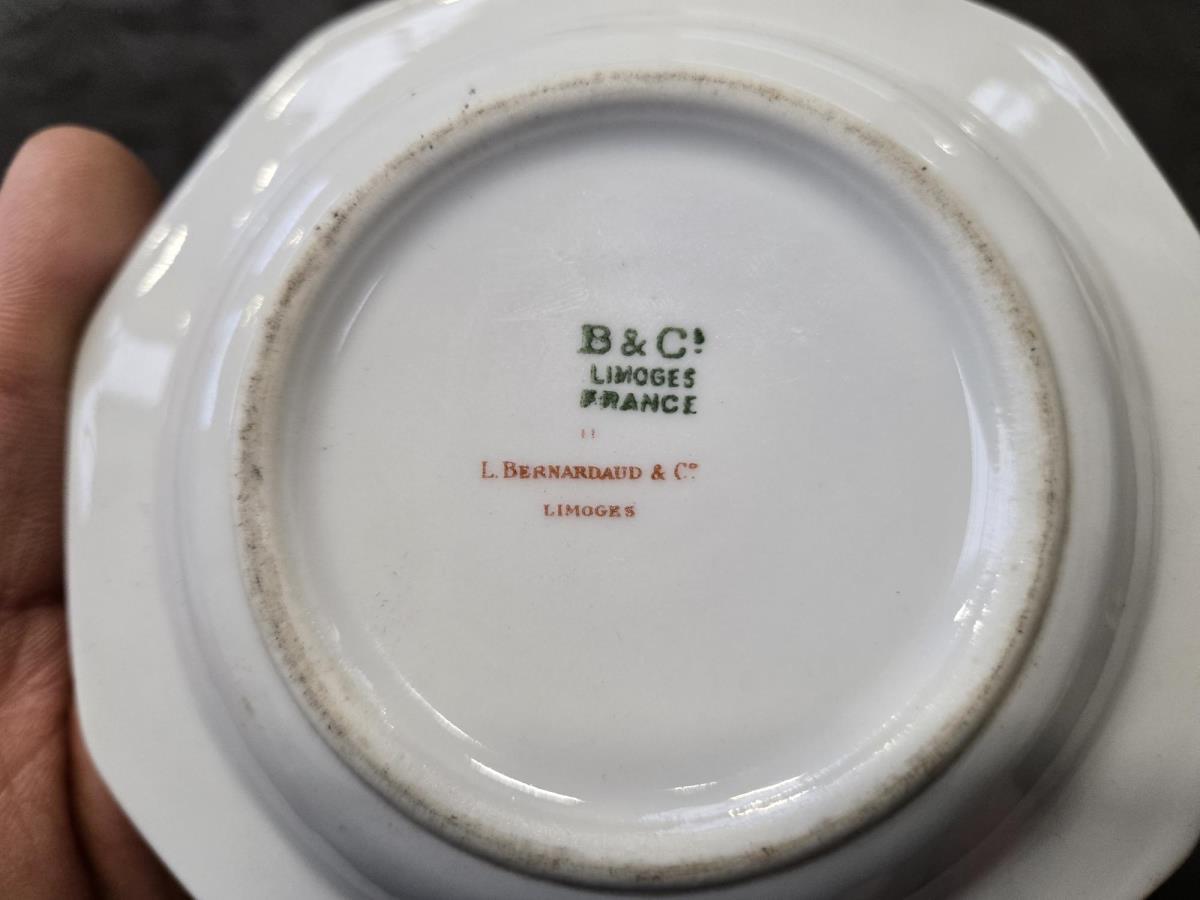 B & Cº
LIMOGES
FRANCE
L. BERNARDAUD & Cº
LIMOGES